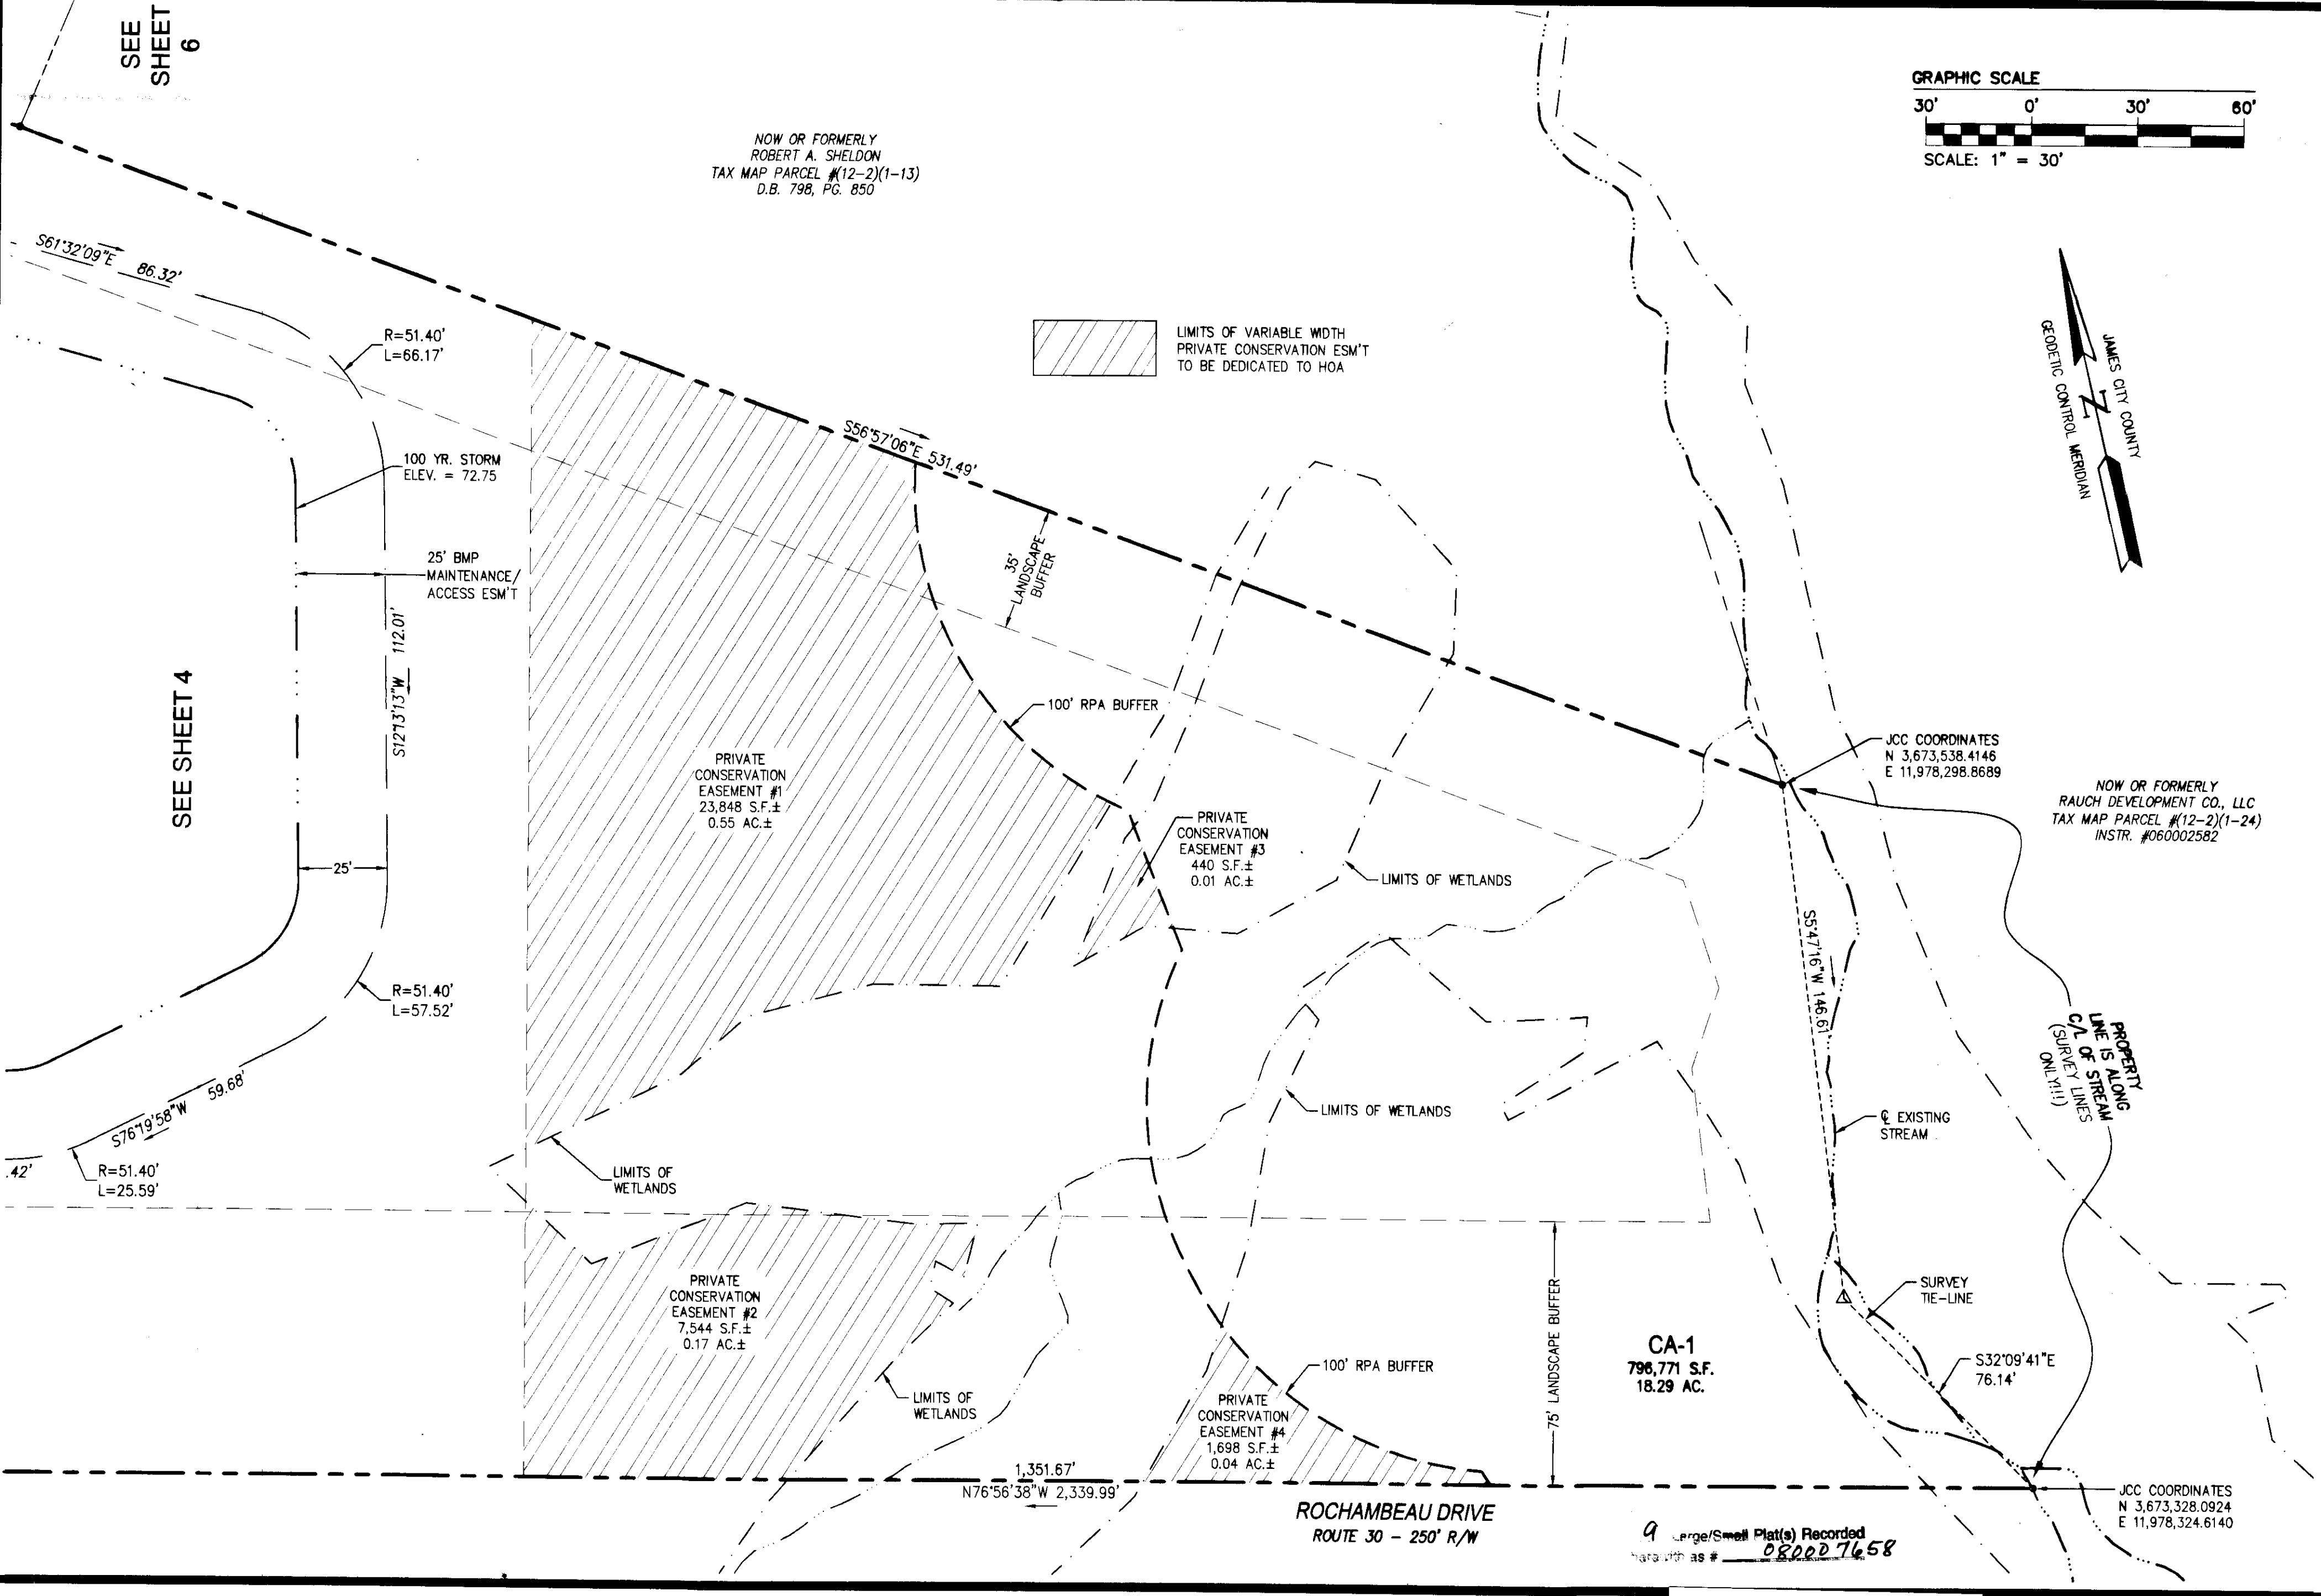 SEE
SHEET
6
GRAPHIC SCALE
30' 0' 30' 60'
SCALE: 1" = 30'
NOW OR FORMERLY
ROBERT A. SHELDON
TAX MAP PARCEL #(12-2)(1-13)
D.B. 798, PG. 850
S61°32'09"E 86.32'
R=51.40'
L=66.17'
LIMITS OF VARIABLE WIDTH
PRIVATE CONSERVATION ESM'T
TO BE DEDICATED TO HOA
JAMES CITY COUNTY
GEODETIC CONTROL MERIDIAN
N
S56°57'06"E 531.49'
100 YR. STORM
ELEV. = 72.75
25' BMP
MAINTENANCE/
ACCESS ESM'T
35'
LANDSCAPE
BUFFER
S12°13'13"W 112.01'
SEE SHEET 4
100' RPA BUFFER
PRIVATE
CONSERVATION
EASEMENT #1
23,848 S.F.±
0.55 AC.±
JCC COORDINATES
N 3,673,538.4146
E 11,978,298.8689
NOW OR FORMERLY
RAUCH DEVELOPMENT CO., LLC
TAX MAP PARCEL #(12-2)(1-24)
INSTR. #060002582
PRIVATE
CONSERVATION
EASEMENT #3
440 S.F.±
0.01 AC.±
25'
LIMITS OF WETLANDS
S5°47'16"W 146.61'
R=51.40'
L=57.52'
PROPERTY
LINE IS ALONG
C/L OF STREAM
(SURVEY LINES
ONLY!!!)
S76°19'58"W 59.68'
LIMITS OF WETLANDS
℄ EXISTING
STREAM
.42'
R=51.40'
L=25.59'
LIMITS OF
WETLANDS
PRIVATE
CONSERVATION
EASEMENT #2
7,544 S.F.±
0.17 AC.±
SURVEY
TIE-LINE
75' LANDSCAPE BUFFER
CA-1
796,771 S.F.
18.29 AC.
S32°09'41"E
76.14'
100' RPA BUFFER
LIMITS OF
WETLANDS
PRIVATE
CONSERVATION
EASEMENT #4
1,698 S.F.±
0.04 AC.±
1,351.67'
N76°56'38"W 2,339.99'
JCC COORDINATES
N 3,673,328.0924
E 11,978,324.6140
ROCHAMBEAU DRIVE
ROUTE 30 - 250' R/W
9 Large/Small Plat(s) Recorded
herewith as # 080007658